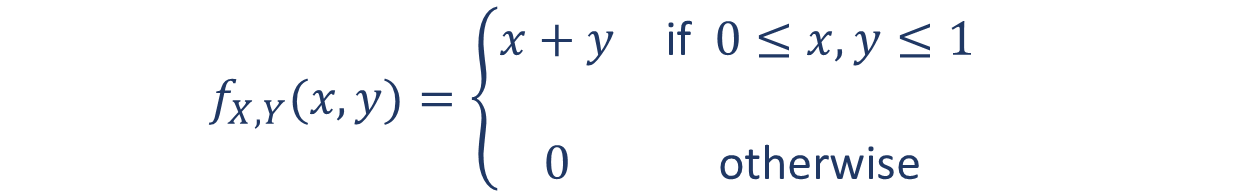 x + y if 0 ≤ x, y ≤ 1
f_{X,Y}(x, y) = {
0 otherwise